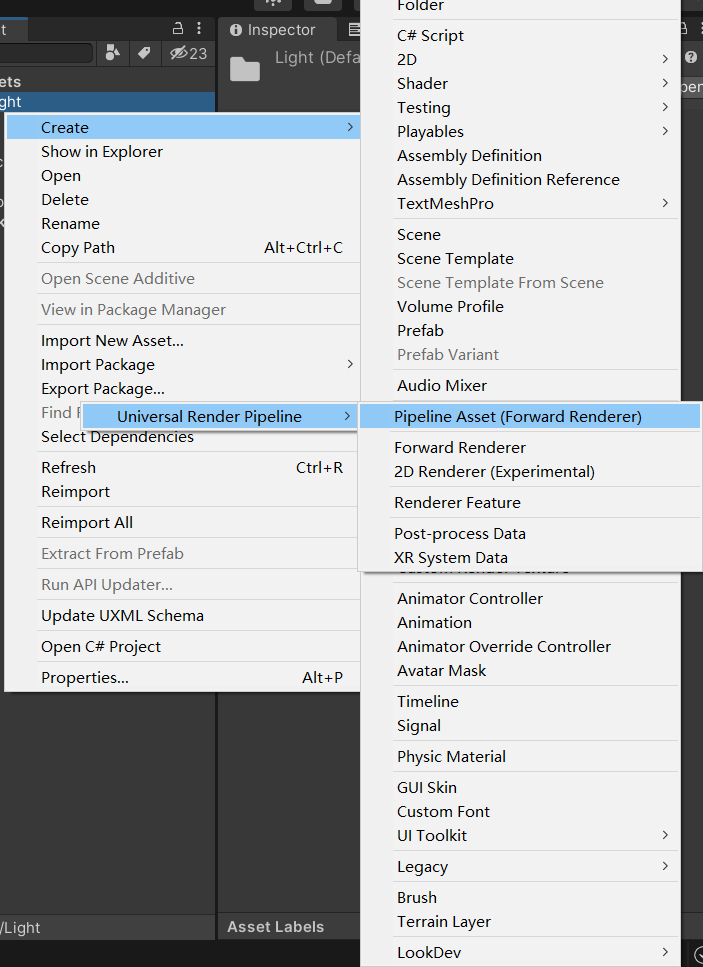 Folder
t
Inspector
23
Light (Defa
ets
ght
pen
Create
Show in Explorer
Open
Delete
Rename
Copy Path Alt+Ctrl+C
Open Scene Additive
View in Package Manager
Import New Asset...
Import Package
Export Package...
Find
Select Dependencies
Refresh Ctrl+R
Reimport
Reimport All
Extract From Prefab
Run API Updater...
Update UXML Schema
Open C# Project
Properties... Alt+P
Universal Render Pipeline
C# Script
2D
Shader
Testing
Playables
Assembly Definition
Assembly Definition Reference
TextMeshPro
Scene
Scene Template
Scene Template From Scene
Volume Profile
Prefab
Prefab Variant
Audio Mixer
Pipeline Asset (Forward Renderer)
Forward Renderer
2D Renderer (Experimental)
Renderer Feature
Post-process Data
XR System Data
Animator Controller
Animation
Animator Override Controller
Avatar Mask
Timeline
Signal
Physic Material
GUI Skin
Custom Font
UI Toolkit
Legacy
Brush
Terrain Layer
LookDev
/Light
Asset Labels